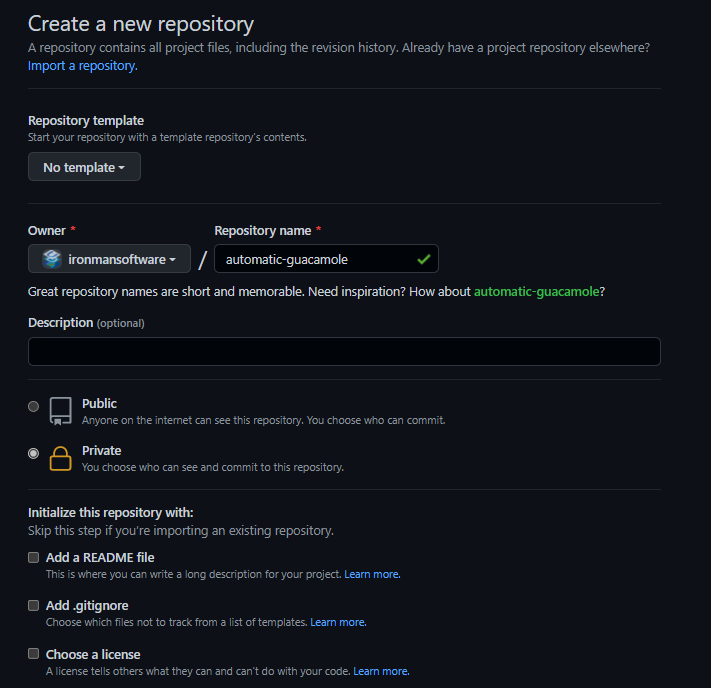 Create a new repository
A repository contains all project files, including the revision history. Already have a project repository elsewhere?
Import a repository.
Repository template
Start your repository with a template repository's contents.
No template
Owner *
Repository name *
ironmansoftware
/
automatic-guacamole
Great repository names are short and memorable. Need inspiration? How about automatic-guacamole?
Description (optional)
Public
Anyone on the internet can see this repository. You choose who can commit.
Private
You choose who can see and commit to this repository.
Initialize this repository with:
Skip this step if you're importing an existing repository.
Add a README file
This is where you can write a long description for your project. Learn more.
Add .gitignore
Choose which files not to track from a list of templates. Learn more.
Choose a license
A license tells others what they can and can't do with your code. Learn more.